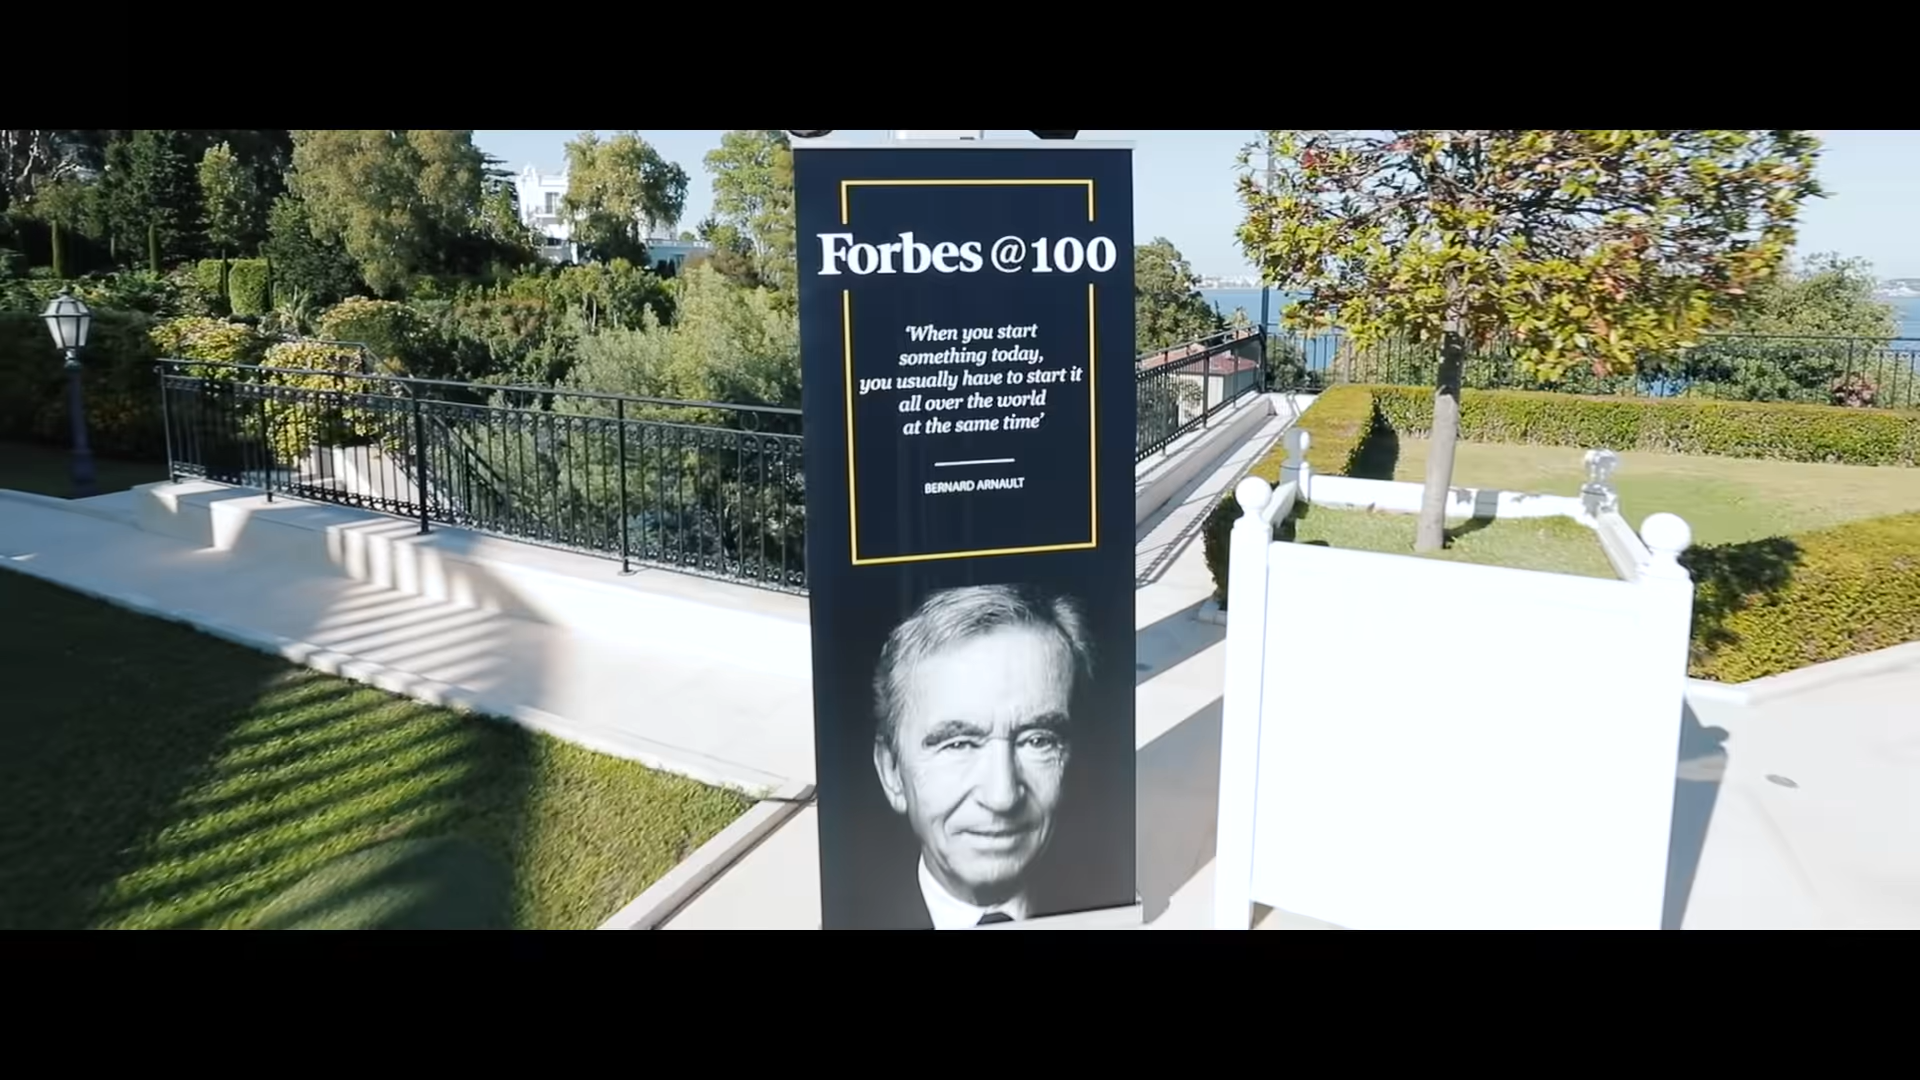 Forbes @ 100
‘When you start
something today,
you usually have to start it
all over the world
at the same time’
BERNARD ARNAULT